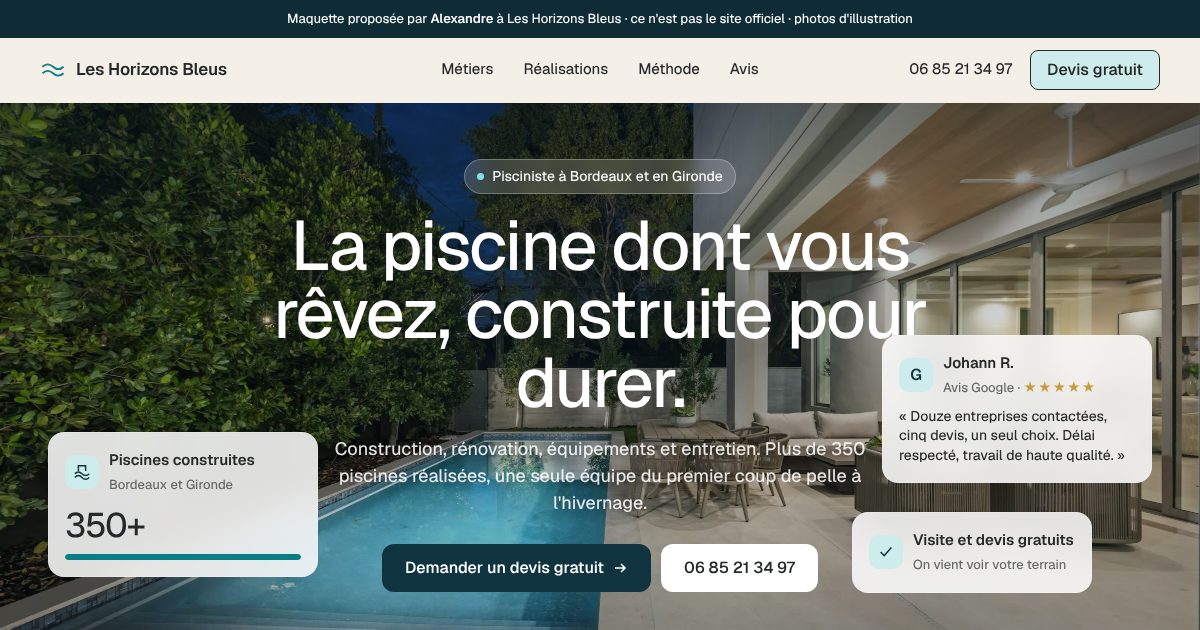 Maquette proposée par Alexandre à Les Horizons Bleus · ce n'est pas le site officiel · photos d'illustration
Les Horizons Bleus
Métiers
Réalisations
Méthode
Avis
06 85 21 34 97
Devis gratuit
Pisciniste à Bordeaux et en Gironde
La piscine dont vous
rêvez, construite pour
durer.
Construction, rénovation, équipements et entretien. Plus de 350
piscines réalisées, une seule équipe du premier coup de pelle à
l'hivernage.
Demander un devis gratuit →
06 85 21 34 97
Piscines construites
Bordeaux et Gironde
350+
G
Johann R.
Avis Google · ★★★★★
« Douze entreprises contactées,
cinq devis, un seul choix. Délai
respecté, travail de haute qualité. »
Visite et devis gratuits
On vient voir votre terrain